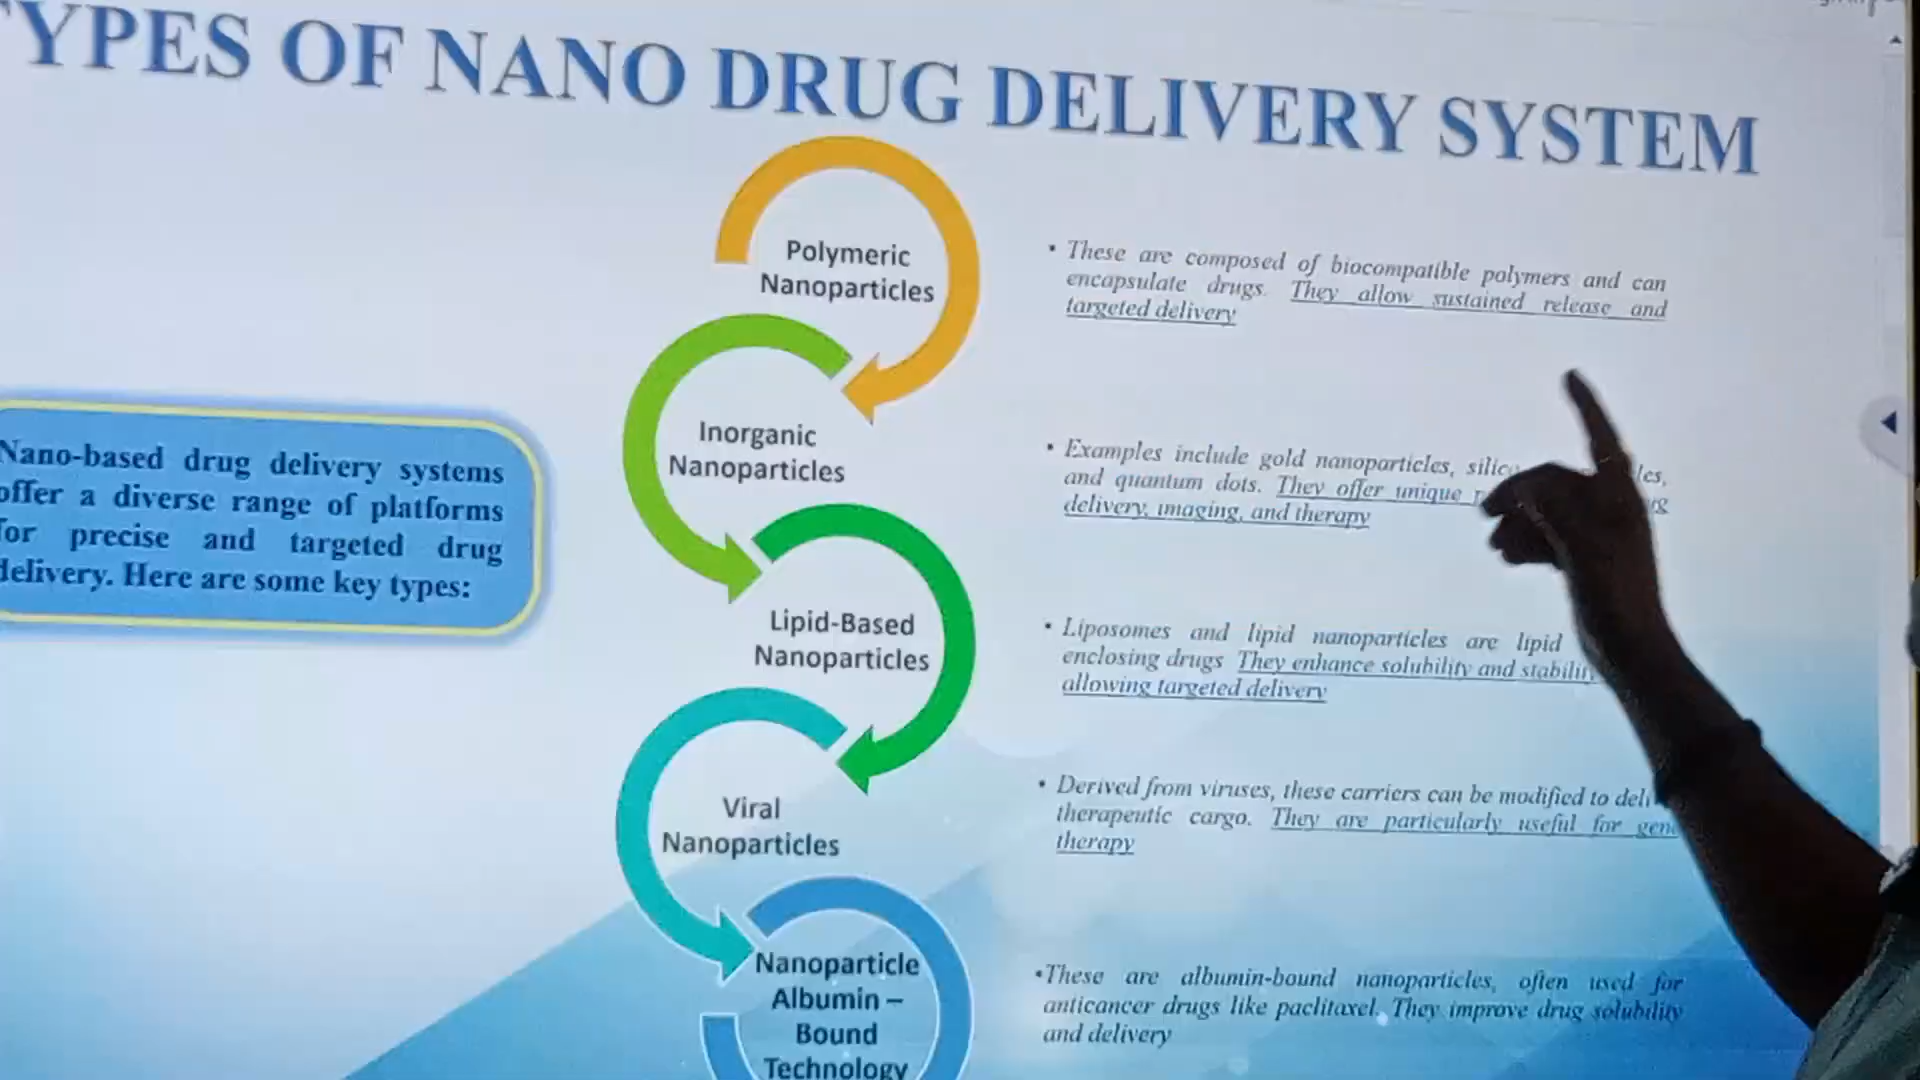 YPES OF NANO DRUG DELIVERY SYSTEM
Nano-based drug delivery systems
offer a diverse range of platforms
for precise and targeted drug
delivery. Here are some key types:
Polymeric
Nanoparticles
• These are composed of biocompatible polymers and can
encapsulate drugs. They allow sustained release and
targeted delivery
Inorganic
Nanoparticles
• Examples include gold nanoparticles,
and quantum dots. They offer unique
delivery, imaging, and therapy
Lipid-Based
Nanoparticles
• Liposomes and lipid nanoparticles are lipid
enclosing drugs They enhance solubility and stability
allowing targeted delivery
Viral
Nanoparticles
• Derived from viruses, these carriers can be modified to
therapeutic cargo. They are particularly useful for gene
therapy
Nanoparticle
Albumin –
Bound
Technology
•These are albumin-bound nanoparticles, often used for
anticancer drugs like paclitaxel. They improve drug solubility
and delivery